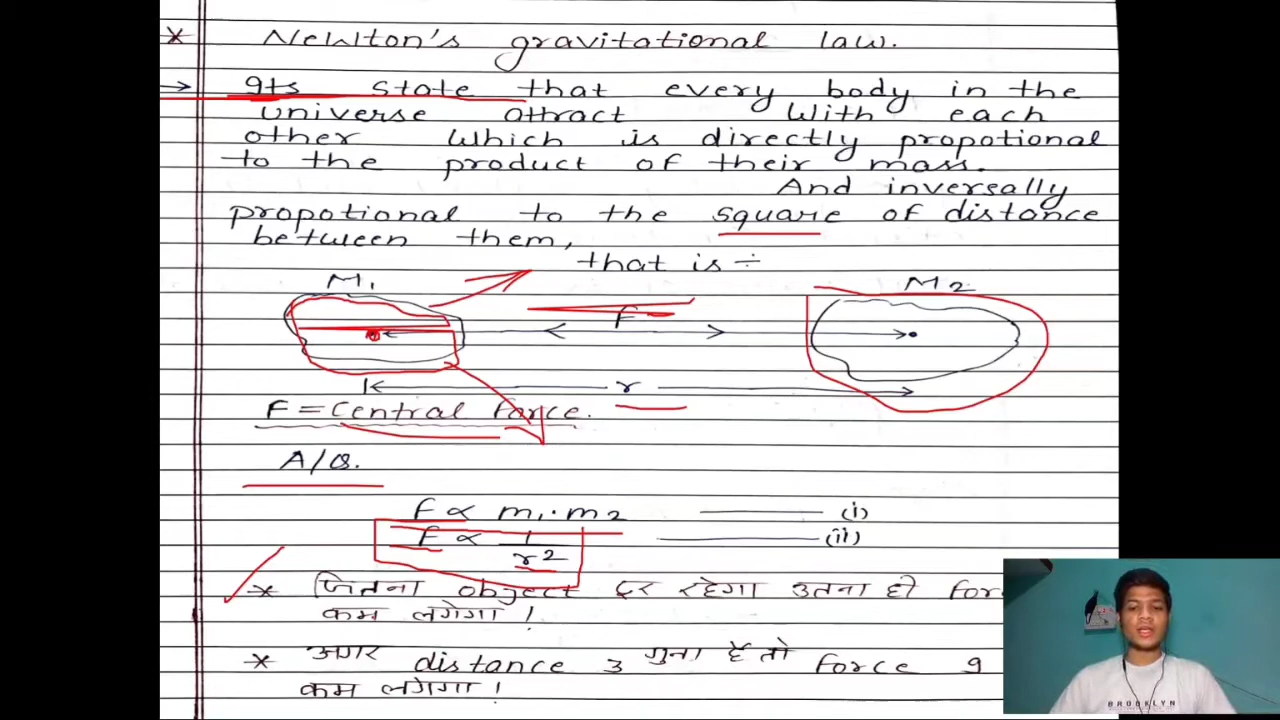 * Newton's gravitational law.
→ Its state that every body in the
universe attract With each
other Which is directly propotional
to the product of their mass.
And inverseally
propotional to the square of distance
between them,
that is ÷
M1 M2
F
r
F = Central force.
A/Q.
F ∝ m1.m2 (i)
F ∝ 1/r2 (ii)
* जितना object दूर रहेगा उतना ही for
कम लगेगा !
* अगर distance 3 गुना हैं तो force 9
कम लगेगा !
BROOKLYN